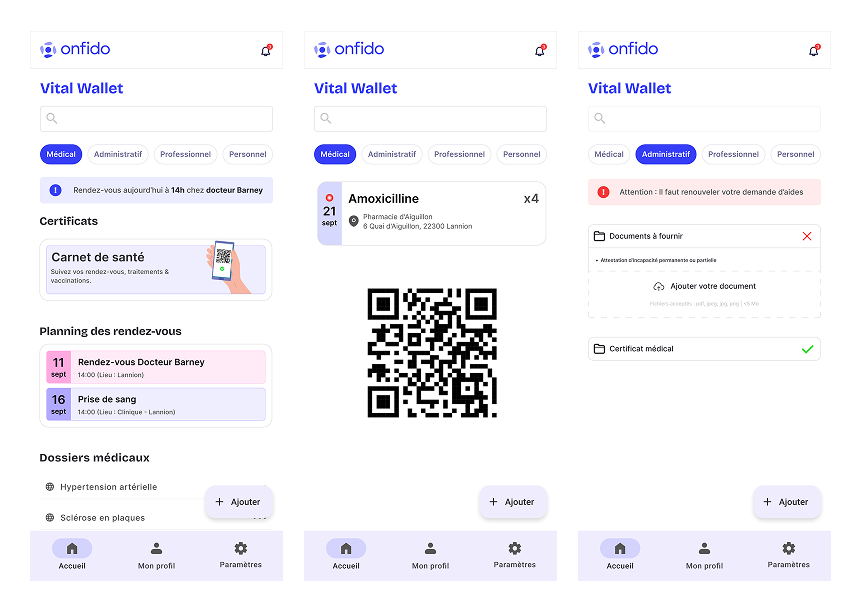 onfido
Vital Wallet
Médical
Administratif
Professionnel
Personnel
Rendez-vous aujourd'hui à 14h chez docteur Barney
Certificats
Carnet de santé
Suivez vos rendez-vous, traitements &
vaccinations.
Planning des rendez-vous
11
sept
Rendez-vous Docteur Barney
14:00 (Lieu : Lannion)
16
sept
Prise de sang
14:00 (Lieu : Clinique - Lannion)
Dossiers médicaux
Hypertension artérielle
Sclérose en plaques
+ Ajouter
Accueil
Mon profil
Paramètres
onfido
Vital Wallet
Médical
Administratif
Professionnel
Personnel
21
sept
Amoxicilline
x4
Pharmacie d'Aiguillon
6 Quai d'Aiguillon, 22300 Lannion
+ Ajouter
Accueil
Mon profil
Paramètres
onfido
Vital Wallet
Médical
Administratif
Professionnel
Personnel
Attention : Il faut renouveler votre demande d'aides
Documents à fournir
• Attestation d'incapacité permanente ou partielle
Ajouter votre document
Fichiers acceptés : pdf, jpeg, jpg, png | <5 Mo
Certificat médical
+ Ajouter
Accueil
Mon profil
Paramètres